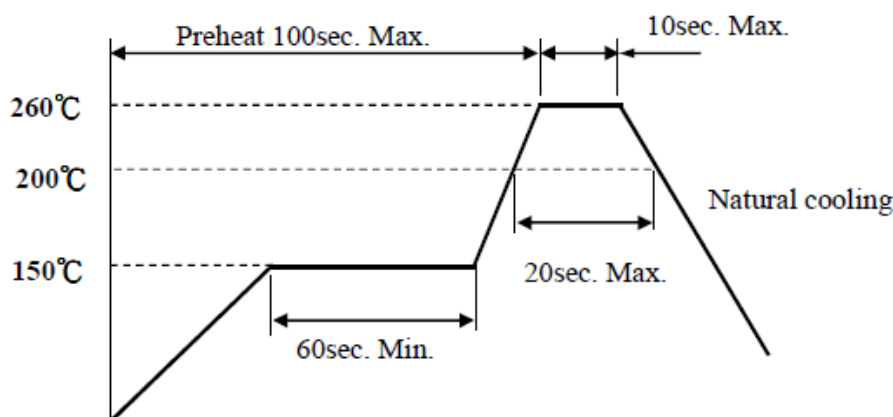 Preheat 100sec. Max.
10sec. Max.
260℃
200℃
Natural cooling
150℃
20sec. Max.
60sec. Min.